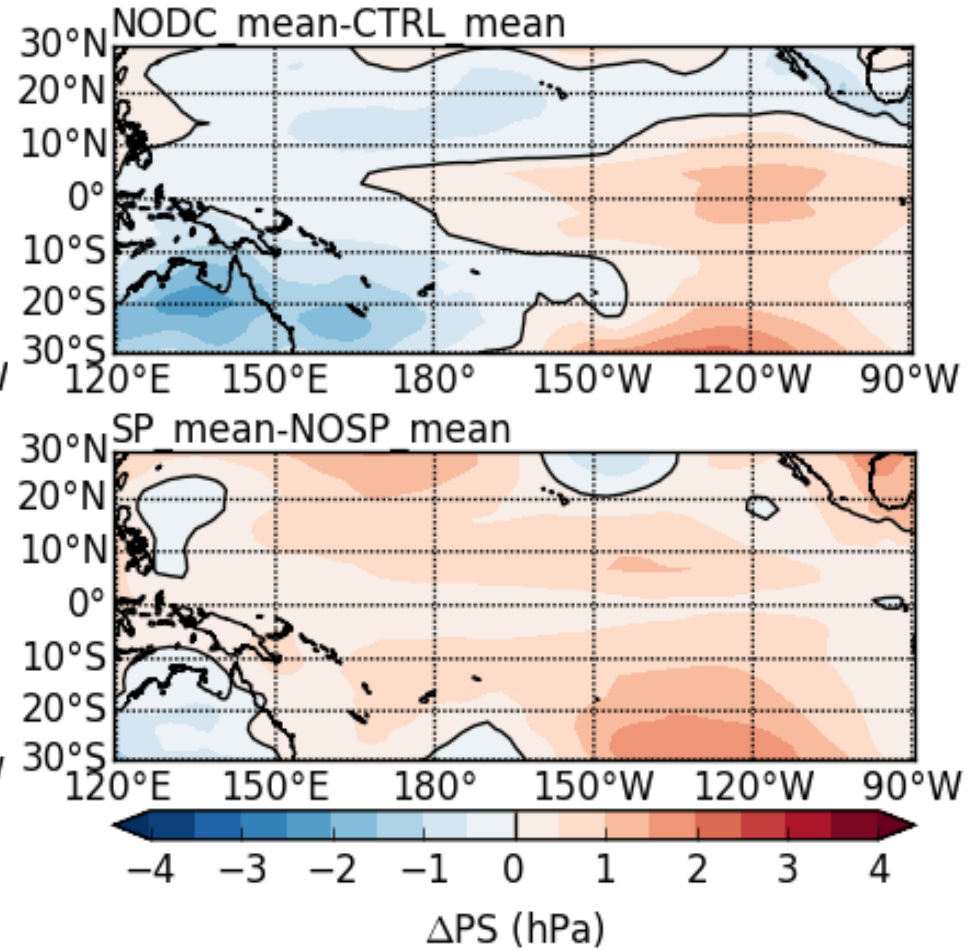 NODC_mean-CTRL_mean
30°N
20°N
10°N
0°
10°S
20°S
30°S
120°E 150°E 180° 150°W 120°W 90°W
SP_mean-NOSP_mean
30°N
20°N
10°N
0°
10°S
20°S
30°S
120°E 150°E 180° 150°W 120°W 90°W
−4 −3 −2 −1 0 1 2 3 4
ΔPS (hPa)